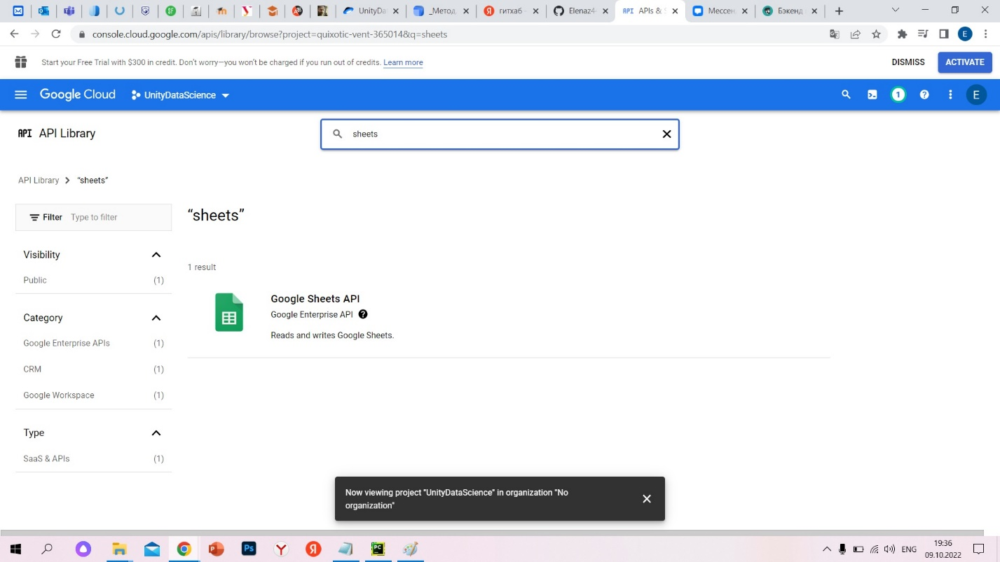 UnityDa
_Метод
гитхаб
Elenaz4
API APIs &
Мессен
Бэкенд
console.cloud.google.com/apis/library/browse?project=quixotic-vent-365014&q=sheets
E
Start your Free Trial with $300 in credit. Don't worry—you won't be charged if you run out of credits. Learn more
DISMISS
ACTIVATE
Google Cloud
UnityDataScience
1
E
API API Library
sheets
API Library
“sheets”
Filter Type to filter
“sheets”
Visibility
Public (1)
1 result
Google Sheets API
Google Enterprise API
Reads and writes Google Sheets.
Category
Google Enterprise APIs (1)
CRM (1)
Google Workspace (1)
Type
SaaS & APIs (1)
Now viewing project "UnityDataScience" in organization "No
organization"
Ps
PC
ENG
19:36
09.10.2022